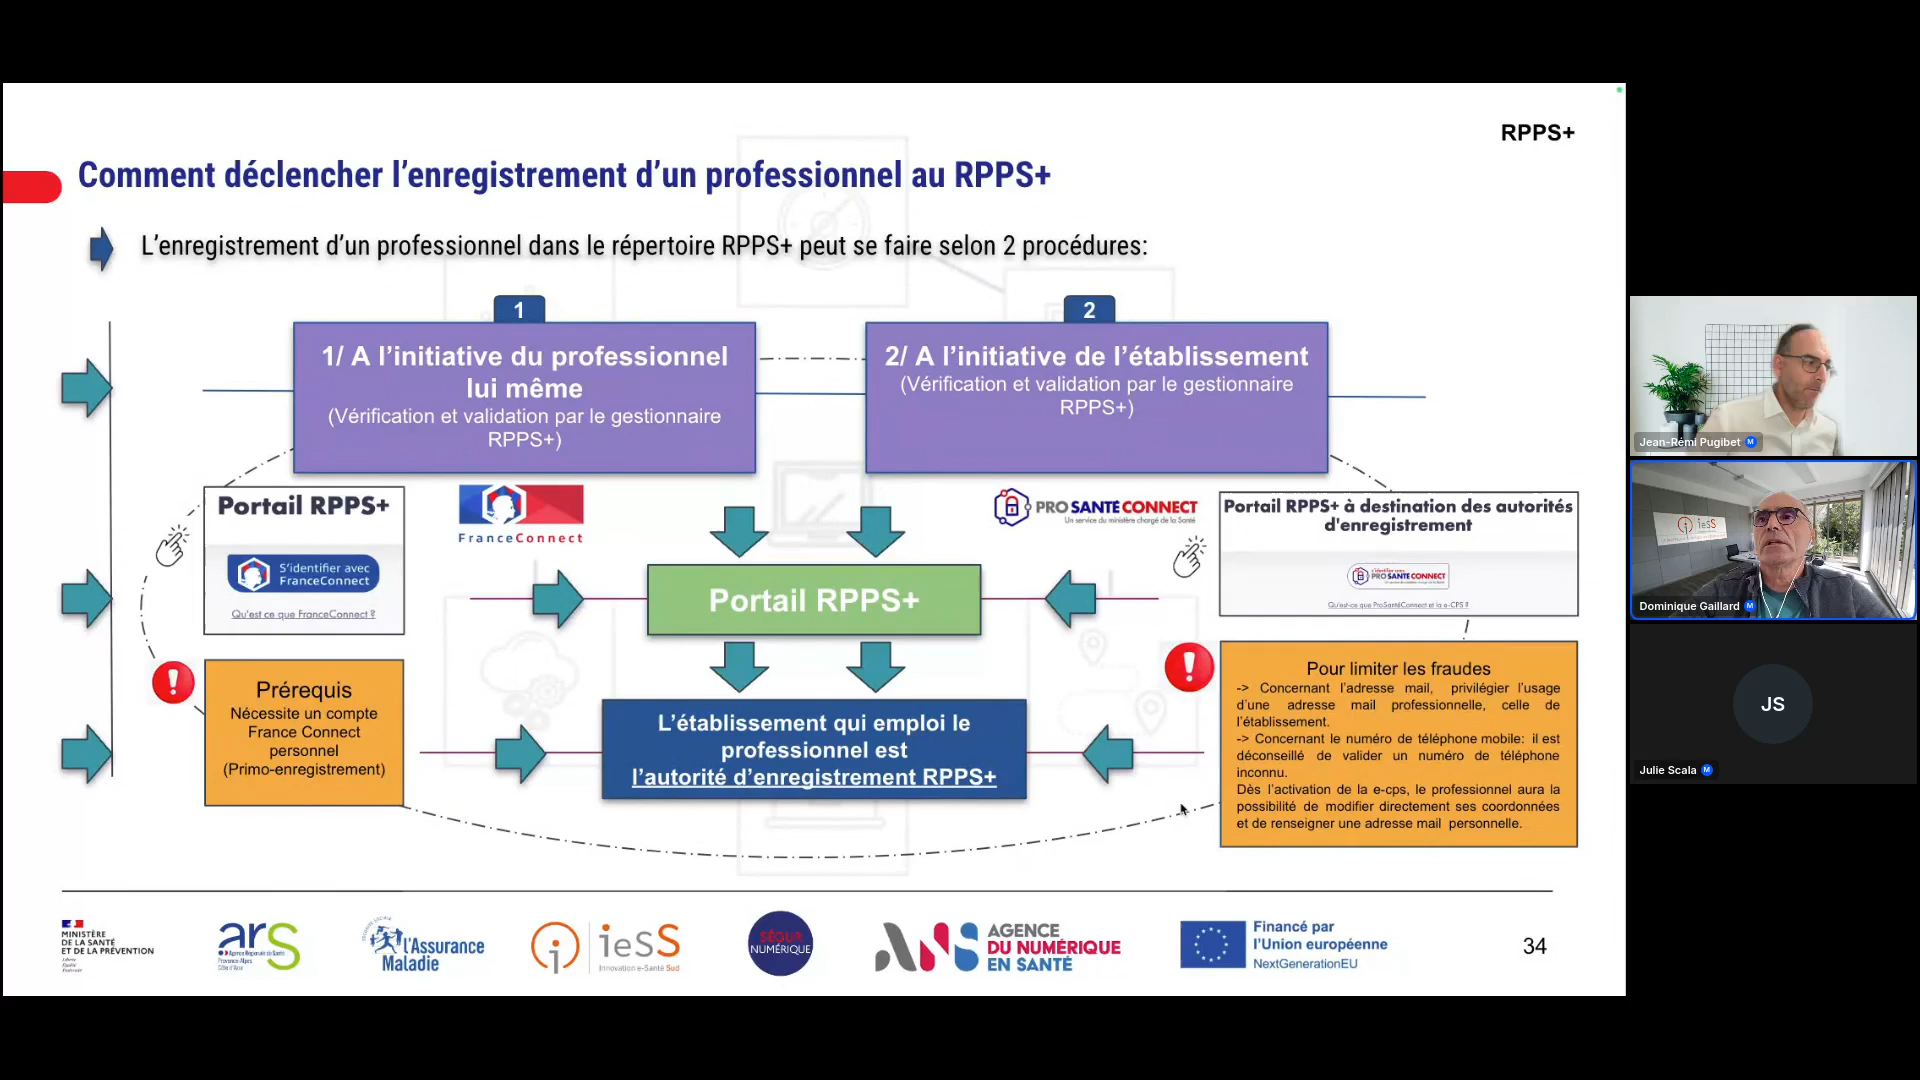 RPPS+
Comment déclencher l'enregistrement d'un professionnel au RPPS+
L'enregistrement d'un professionnel dans le répertoire RPPS+ peut se faire selon 2 procédures:
1
1/ A l'initiative du professionnel
lui même
(Vérification et validation par le gestionnaire
RPPS+)
2
2/ A l'initiative de l'établissement
(Vérification et validation par le gestionnaire
RPPS+)
Portail RPPS+
S'identifier avec
FranceConnect
Qu'est ce que FranceConnect ?
FranceConnect
PRO SANTÉ CONNECT
Un service du ministère chargé de la Santé
Portail RPPS+ à destination des autorités
d'enregistrement
S'identifier avec
PRO SANTÉ CONNECT
Qu'est-ce que ProSantéConnect et la e-CPS ?
Portail RPPS+
Prérequis
Nécessite un compte
France Connect
personnel
(Primo-enregistrement)
L'établissement qui emploi le
professionnel est
l'autorité d'enregistrement RPPS+
Pour limiter les fraudes
-> Concernant l'adresse mail, privilégier l'usage
d'une adresse mail professionnelle, celle de
l'établissement.
-> Concernant le numéro de téléphone mobile: il est
déconseillé de valider un numéro de téléphone
inconnu.
Dès l'activation de la e-cps, le professionnel aura la
possibilité de modifier directement ses coordonnées
et de renseigner une adresse mail personnelle.
MINISTÈRE
DE LA SANTÉ
ET DE LA PRÉVENTION
Liberté
Égalité
Fraternité
ars
Agence Régionale de Santé
Provence-Alpes
Côte d'Azur
l'Assurance
Maladie
ieSS
Innovation e-Santé Sud
SÉGUR
NUMÉRIQUE
ANS
AGENCE
DU NUMÉRIQUE
EN SANTÉ
Financé par
l'Union européenne
NextGenerationEU
34
Jean-Rémi Pugibet
M
ieSS
Dominique Gaillard
M
JS
Julie Scala
M